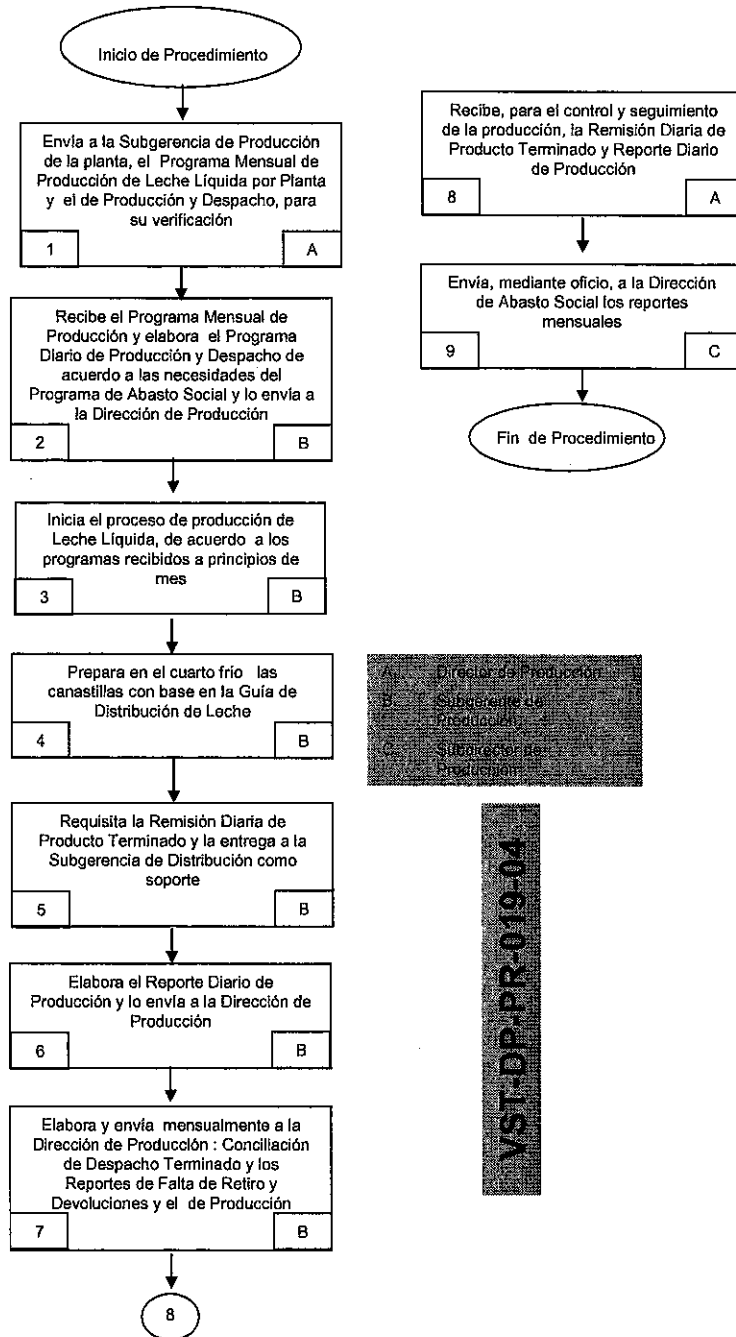 Inicio de Procedimiento
Envía a la Subgerencia de Producción
de la planta, el Programa Mensual de
Producción de Leche Líquida por Planta
y el de Producción y Despacho, para
su verificación
1 A
Recibe el Programa Mensual de
Producción y elabora el Programa
Diario de Producción y Despacho de
acuerdo a las necesidades del
Programa de Abasto Social y lo envía a
la Dirección de Producción
2 B
Inicia el proceso de producción de
Leche Líquida, de acuerdo a los
programas recibidos a principios de
mes
3 B
Prepara en el cuarto frío las
canastillas con base en la Guía de
Distribución de Leche
4 B
Requisita la Remisión Diaria de
Producto Terminado y la entrega a la
Subgerencia de Distribución como
soporte
5 B
Elabora el Reporte Diario de
Producción y lo envía a la Dirección de
Producción
6 B
Elabora y envía mensualmente a la
Dirección de Producción : Conciliación
de Despacho Terminado y los
Reportes de Falta de Retiro y
Devoluciones y el de Producción
7 B
8
Recibe, para el control y seguimiento
de la producción, la Remisión Diaria de
Producto Terminado y Reporte Diario
de Producción
8 A
Envía, mediante oficio, a la Dirección
de Abasto Social los reportes
mensuales
9 C
Fin de Procedimiento
A. Director de Producción
B. Subgerente de
Producción
C. Subdirector de
Producción
VST-DP-PR-019-04